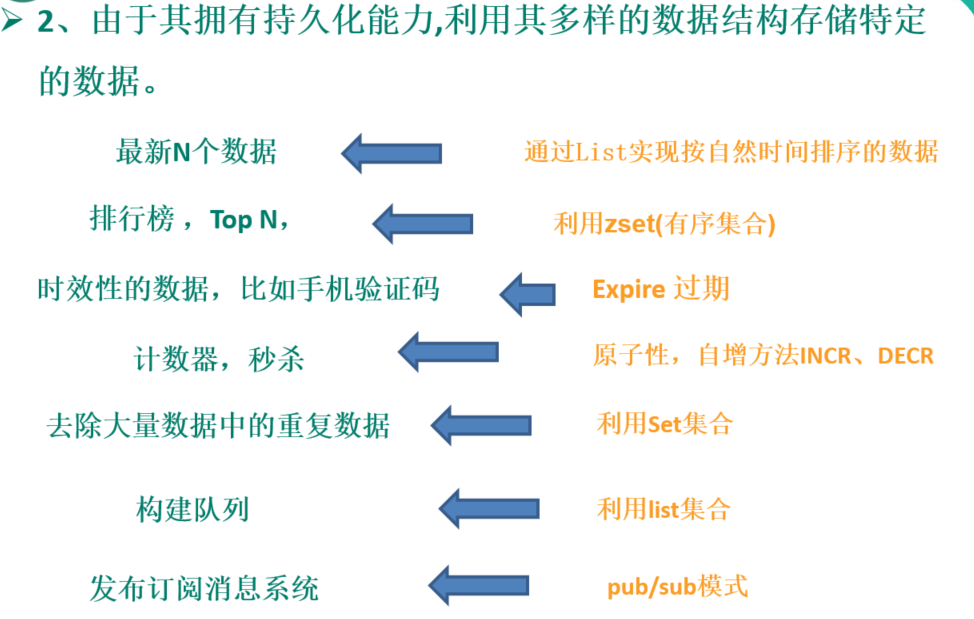 ➢ 2、由于其拥有持久化能力,利用其多样的数据结构存储特定
的数据。
最新N个数据 通过List实现按自然时间排序的数据
排行榜 ，Top N， 利用zset(有序集合)
时效性的数据，比如手机验证码 Expire 过期
计数器，秒杀 原子性，自增方法INCR、DECR
去除大量数据中的重复数据 利用Set集合
构建队列 利用list集合
发布订阅消息系统 pub/sub模式